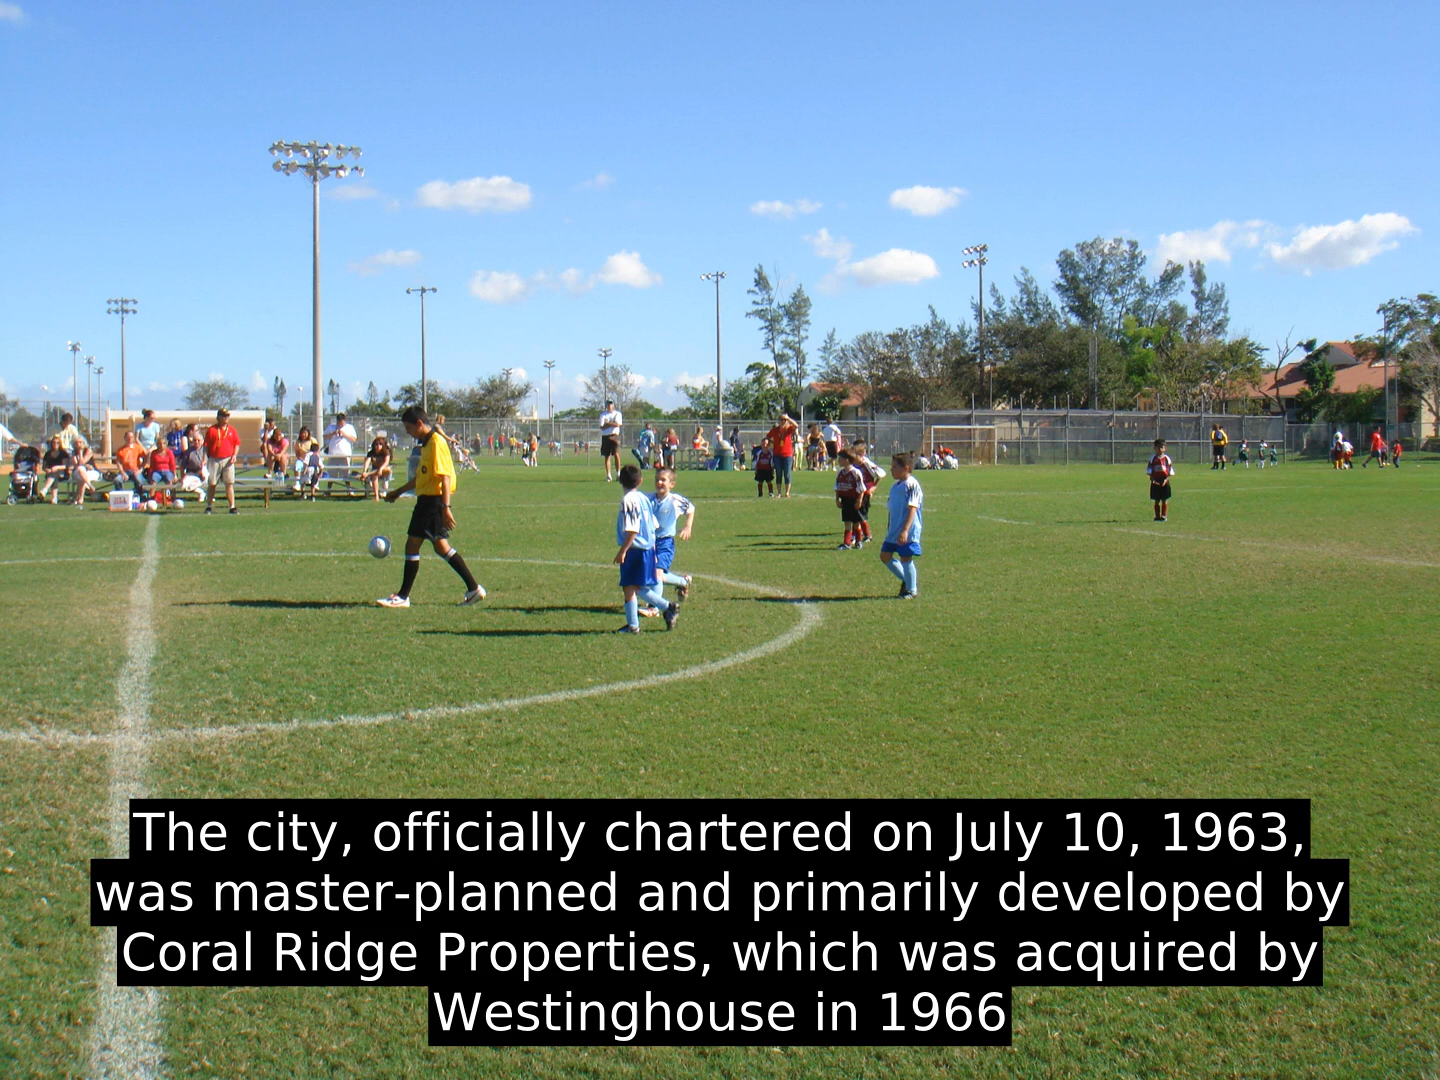 The city, officially chartered on July 10, 1963,
was master-planned and primarily developed by
Coral Ridge Properties, which was acquired by
Westinghouse in 1966